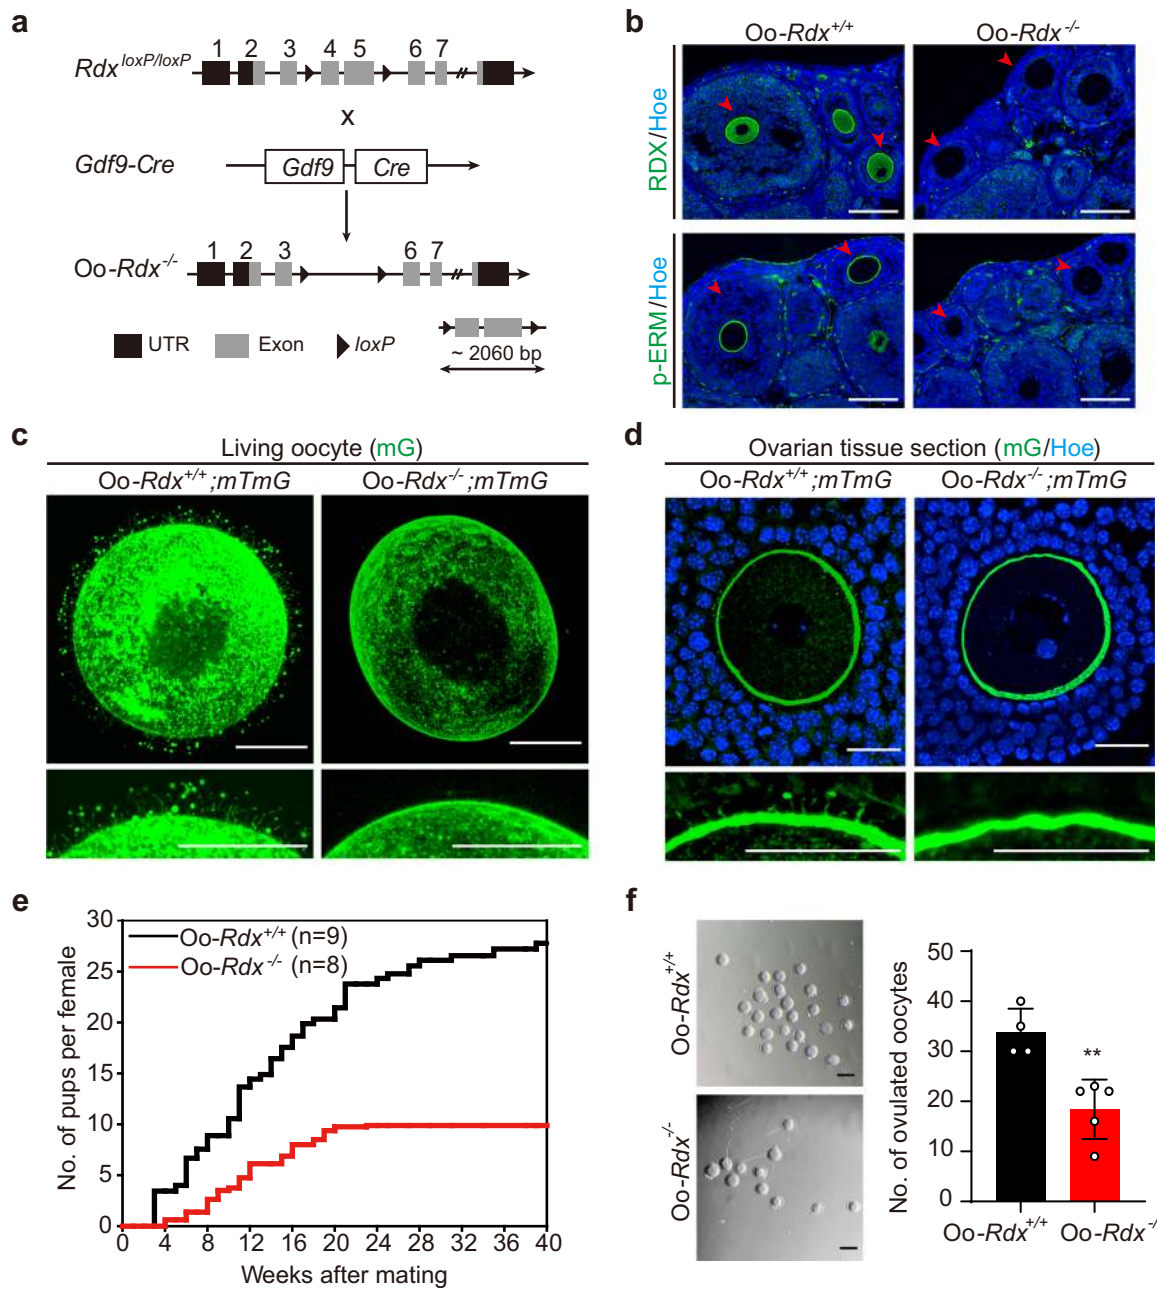 a
1 2 3 4 5 6 7
Rdx loxP/loxP
x
Gdf9-Cre
Gdf9 Cre
1 2 3 6 7
Oo-Rdx-/-
UTR Exon loxP
~ 2060 bp
b
Oo-Rdx+/+ Oo-Rdx-/-
RDX/Hoe
p-ERM/Hoe
c
Living oocyte (mG)
Oo-Rdx+/+;mTmG Oo-Rdx-/-;mTmG
d
Ovarian tissue section (mG/Hoe)
Oo-Rdx+/+;mTmG Oo-Rdx-/-;mTmG
e
No. of pups per female
30
25
20
15
10
5
0
Oo-Rdx+/+ (n=9)
Oo-Rdx-/- (n=8)
0 4 8 12 16 20 24 28 32 36 40
Weeks after mating
f
Oo-Rdx+/+
Oo-Rdx-/-
No. of ovulated oocytes
50
40
30
20
10
0
**
Oo-Rdx+/+ Oo-Rdx-/